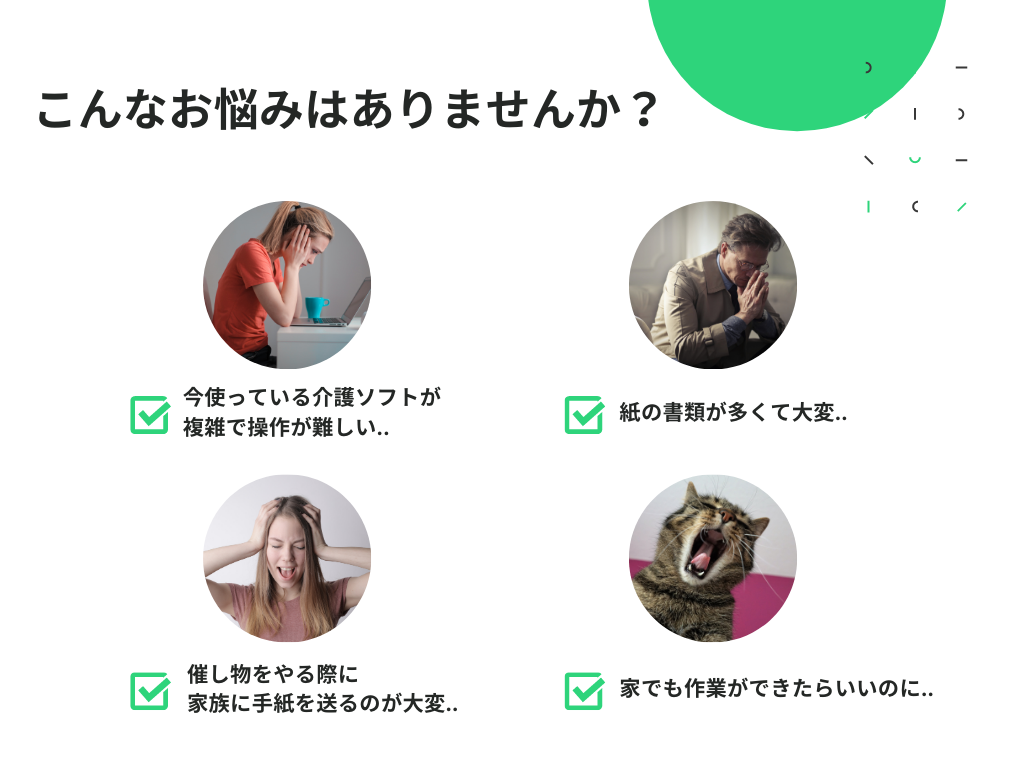 こんなお悩みはありませんか？
今使っている介護ソフトが
複雑で操作が難しい..
紙の書類が多くて大変..
催し物をやる際に
家族に手紙を送るのが大変..
家でも作業ができたらいいのに..